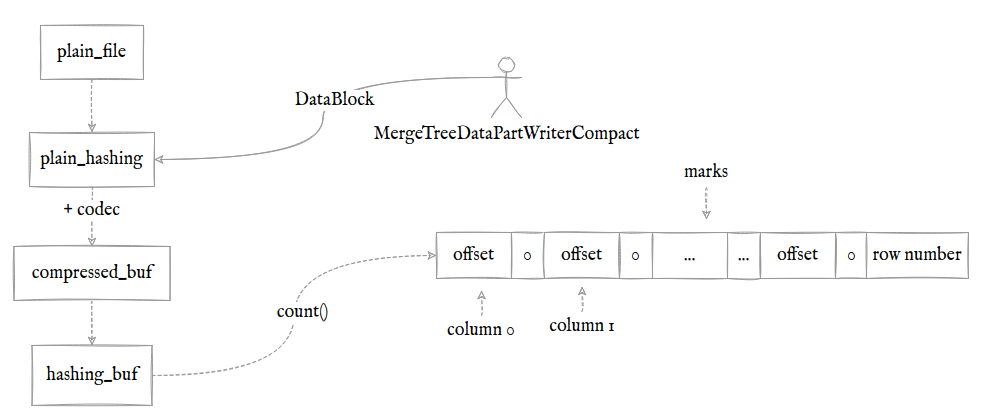 plain_file
DataBlock
MergeTreeDataPartWriterCompact
plain_hashing
+ codec
compressed_buf
hashing_buf
count()
marks
offset 0 offset 0 ... ... offset 0 row number
column 0
column 1